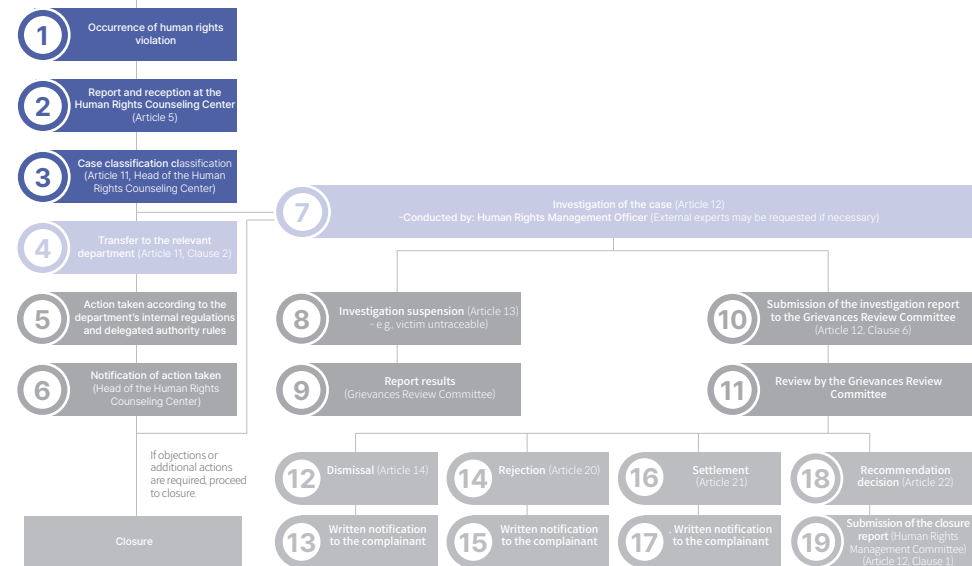 1
Occurrence of human rights
violation
2
Report and reception at the
Human Rights Counseling Center
(Article 5)
3
Case classification classification
(Article 11, Head of the Human
Rights Counseling Center)
4
Transfer to the relevant
department (Article 11, Clause 2)
5
Action taken according to the
department's internal regulations
and delegated authority rules
6
Notification of action taken
(Head of the Human Rights
Counseling Center)
If objections or
additional actions
are required, proceed
to closure.
Closure
7
Investigation of the case (Article 12)
-Conducted by: Human Rights Management Officer (External experts may be requested if necessary)
8
Investigation suspension (Article 13)
- e.g., victim untraceable)
9
Report results
(Grievances Review Committee)
10
Submission of the investigation report
to the Grievances Review Committee
(Article 12, Clause 6)
11
Review by the Grievances Review
Committee
12
Dismissal (Article 14)
13
Written notification
to the complainant
14
Rejection (Article 20)
15
Written notification
to the complainant
16
Settlement
(Article 21)
17
. Written notification
to the complainant
18
Recommendation
decision (Article 22)
19
Submission of the closure
report (Human Rights
Management Committee)
(Article 12, Clause 1)